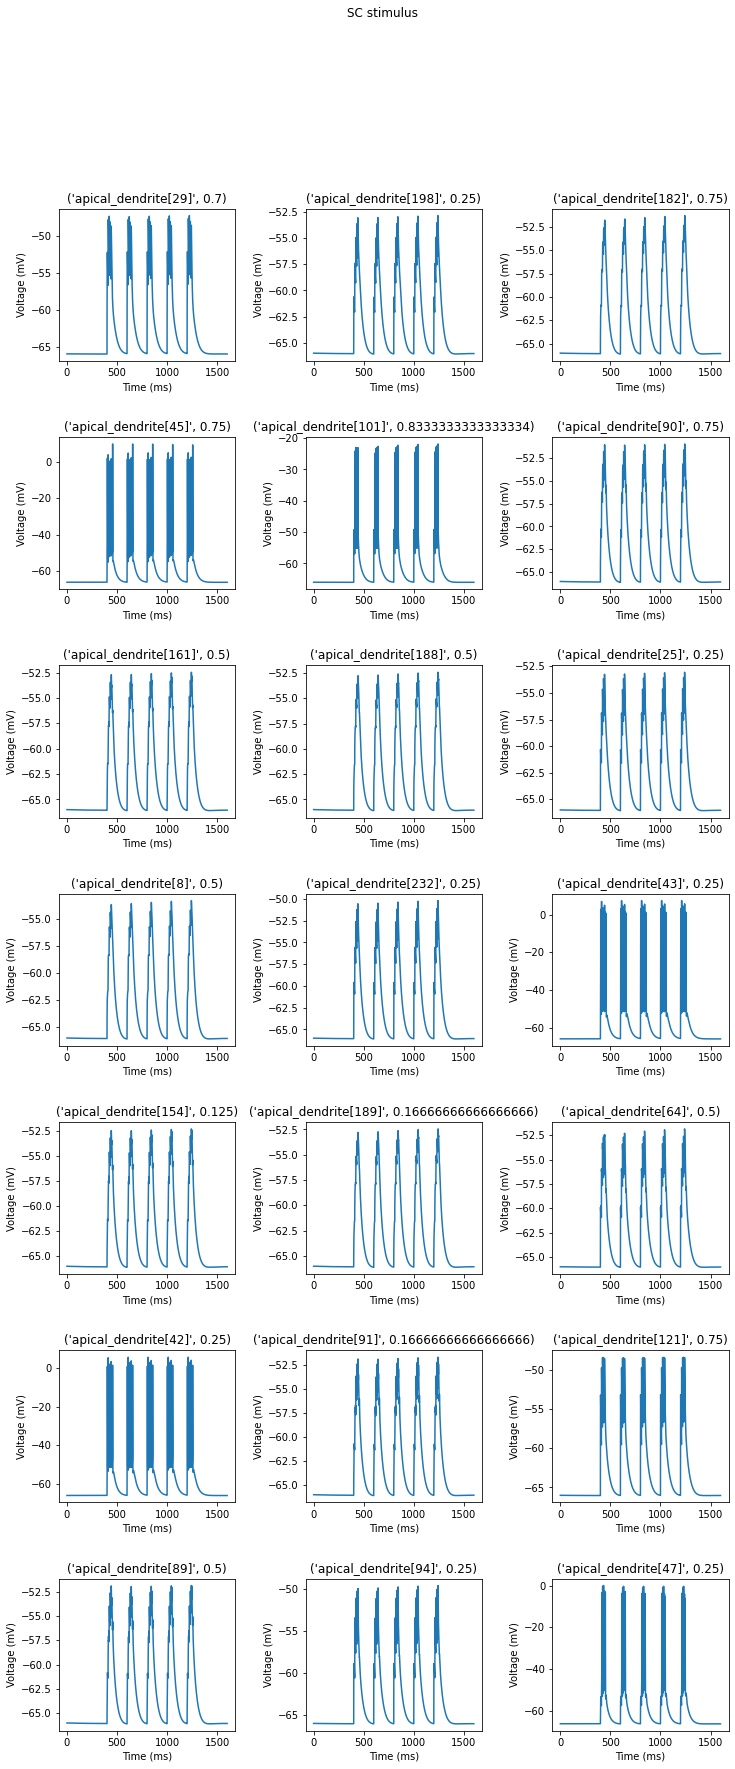 SC stimulus
('apical_dendrite[29]', 0.7)
Voltage (mV)
−50
−55
−60
−65
0 500 1000 1500
Time (ms)
('apical_dendrite[198]', 0.25)
Voltage (mV)
−52.5
−55.0
−57.5
−60.0
−62.5
−65.0
0 500 1000 1500
Time (ms)
('apical_dendrite[182]', 0.75)
Voltage (mV)
−52.5
−55.0
−57.5
−60.0
−62.5
−65.0
0 500 1000 1500
Time (ms)
('apical_dendrite[45]', 0.75)
Voltage (mV)
0
−20
−40
−60
0 500 1000 1500
Time (ms)
('apical_dendrite[101]', 0.8333333333333334)
Voltage (mV)
−20
−30
−40
−50
−60
0 500 1000 1500
Time (ms)
('apical_dendrite[90]', 0.75)
Voltage (mV)
−52.5
−55.0
−57.5
−60.0
−62.5
−65.0
0 500 1000 1500
Time (ms)
('apical_dendrite[161]', 0.5)
Voltage (mV)
−52.5
−55.0
−57.5
−60.0
−62.5
−65.0
0 500 1000 1500
Time (ms)
('apical_dendrite[188]', 0.5)
Voltage (mV)
−52.5
−55.0
−57.5
−60.0
−62.5
−65.0
0 500 1000 1500
Time (ms)
('apical_dendrite[25]', 0.25)
Voltage (mV)
−52.5
−55.0
−57.5
−60.0
−62.5
−65.0
0 500 1000 1500
Time (ms)
('apical_dendrite[8]', 0.5)
Voltage (mV)
−55.0
−57.5
−60.0
−62.5
−65.0
0 500 1000 1500
Time (ms)
('apical_dendrite[232]', 0.25)
Voltage (mV)
−50.0
−52.5
−55.0
−57.5
−60.0
−62.5
−65.0
0 500 1000 1500
Time (ms)
('apical_dendrite[43]', 0.25)
Voltage (mV)
0
−20
−40
−60
0 500 1000 1500
Time (ms)
('apical_dendrite[154]', 0.125)
Voltage (mV)
−52.5
−55.0
−57.5
−60.0
−62.5
−65.0
0 500 1000 1500
Time (ms)
('apical_dendrite[189]', 0.16666666666666666)
Voltage (mV)
−52.5
−55.0
−57.5
−60.0
−62.5
−65.0
0 500 1000 1500
Time (ms)
('apical_dendrite[64]', 0.5)
Voltage (mV)
−52.5
−55.0
−57.5
−60.0
−62.5
−65.0
0 500 1000 1500
Time (ms)
('apical_dendrite[42]', 0.25)
Voltage (mV)
0
−20
−40
−60
0 500 1000 1500
Time (ms)
('apical_dendrite[91]', 0.16666666666666666)
Voltage (mV)
−52.5
−55.0
−57.5
−60.0
−62.5
−65.0
0 500 1000 1500
Time (ms)
('apical_dendrite[121]', 0.75)
Voltage (mV)
−50
−55
−60
−65
0 500 1000 1500
Time (ms)
('apical_dendrite[89]', 0.5)
Voltage (mV)
−52.5
−55.0
−57.5
−60.0
−62.5
−65.0
0 500 1000 1500
Time (ms)
('apical_dendrite[94]', 0.25)
Voltage (mV)
−50
−55
−60
−65
0 500 1000 1500
Time (ms)
('apical_dendrite[47]', 0.25)
Voltage (mV)
0
−20
−40
−60
0 500 1000 1500
Time (ms)